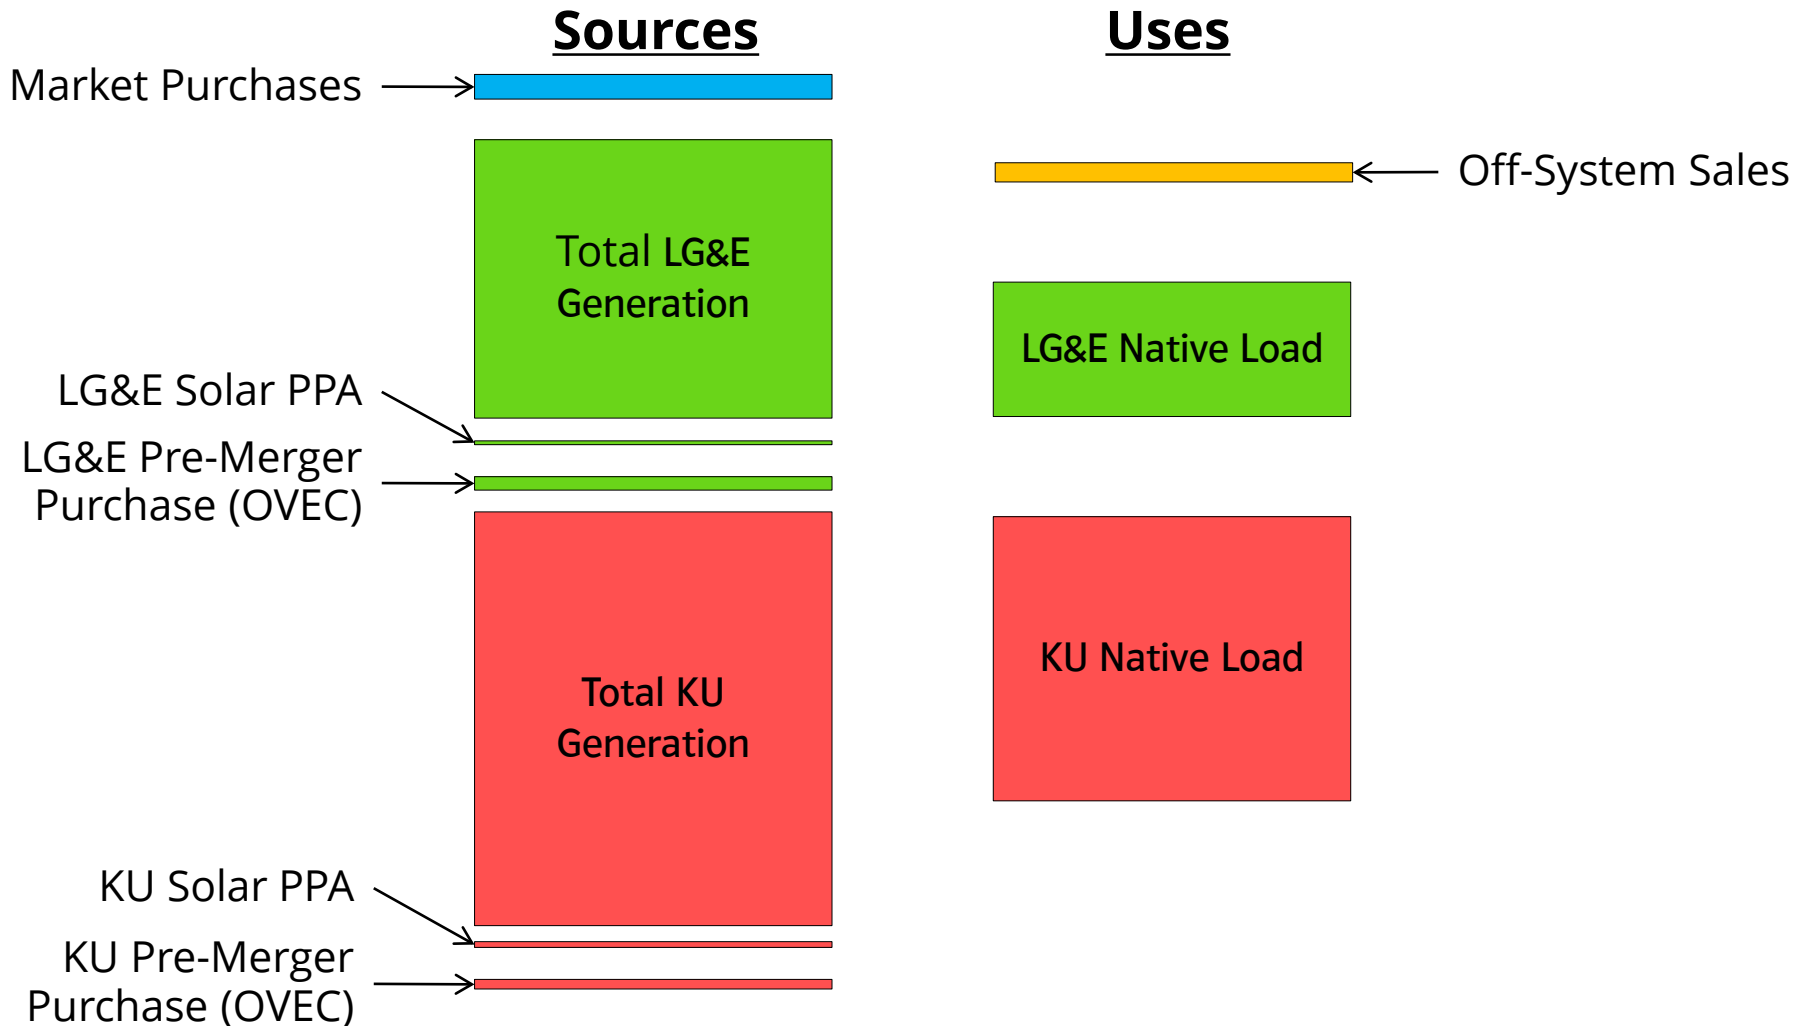 Sources
Uses
Market Purchases
Off-System Sales
Total LG&E
Generation
LG&E Native Load
LG&E Solar PPA
LG&E Pre-Merger
Purchase (OVEC)
KU Native Load
Total KU
Generation
KU Solar PPA
KU Pre-Merger
Purchase (OVEC)